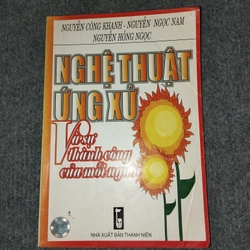 NGUYỄN CÔNG KHANH - NGUYỄN NGỌC NAM
NGUYỄN HỒNG NGỌC
NGHỆ THUẬT
ỨNG XỬ
Và sự
thành công
của mỗi người
NHÀ XUẤT BẢN THANH NIÊN